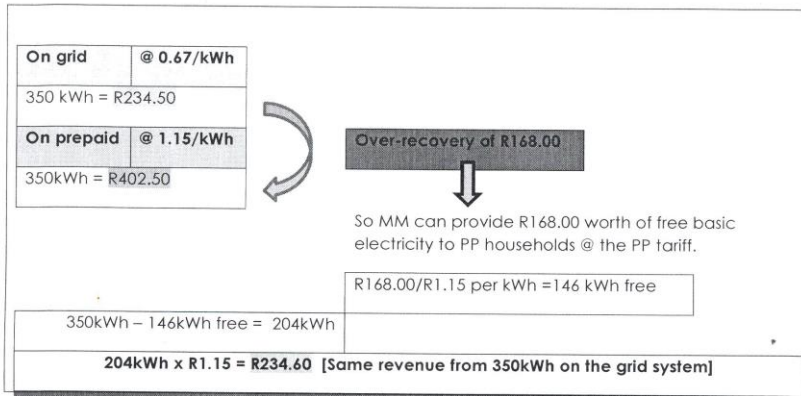 On grid @ 0.67/kWh
350 kWh = R234.50
On prepaid @ 1.15/kWh
350kWh = R402.50
Over-recovery of R168.00
So MM can provide R168.00 worth of free basic
electricity to PP households @ the PP tariff.
R168.00/R1.15 per kWh =146 kWh free
350kWh – 146kWh free = 204kWh
204kWh x R1.15 = R234.60 [Same revenue from 350kWh on the grid system]